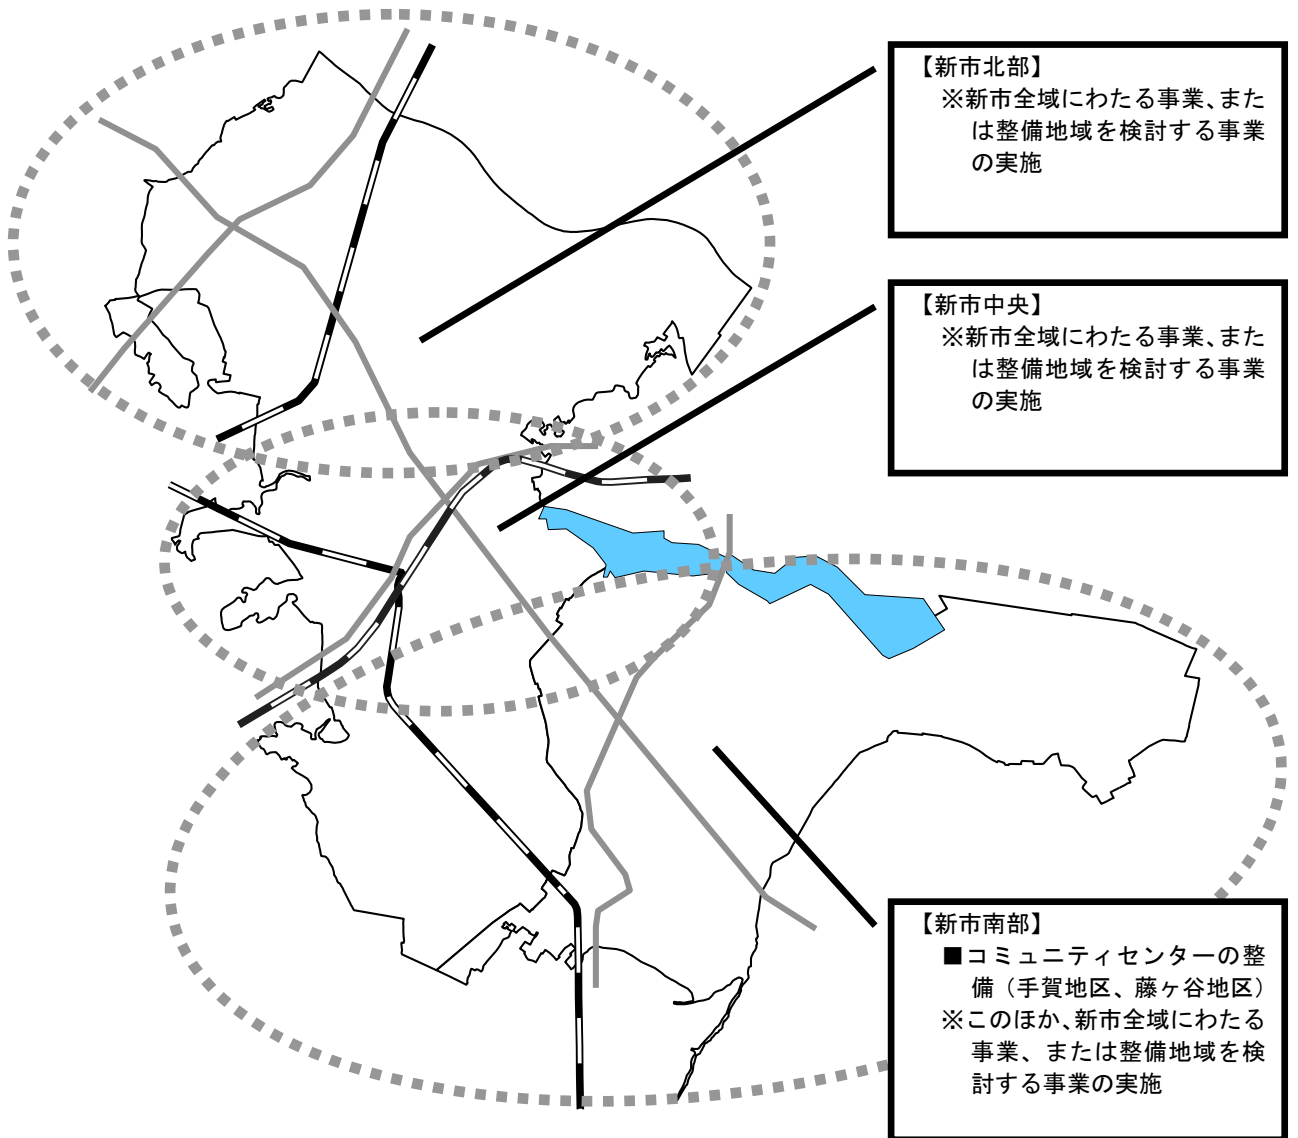 【新市北部】
※新市全域にわたる事業、また
は整備地域を検討する事業
の実施
【新市中央】
※新市全域にわたる事業、また
は整備地域を検討する事業
の実施
【新市南部】
■コミュニティセンターの整
備（手賀地区、藤ヶ谷地区）
※このほか、新市全域にわたる
事業、または整備地域を検
討する事業の実施